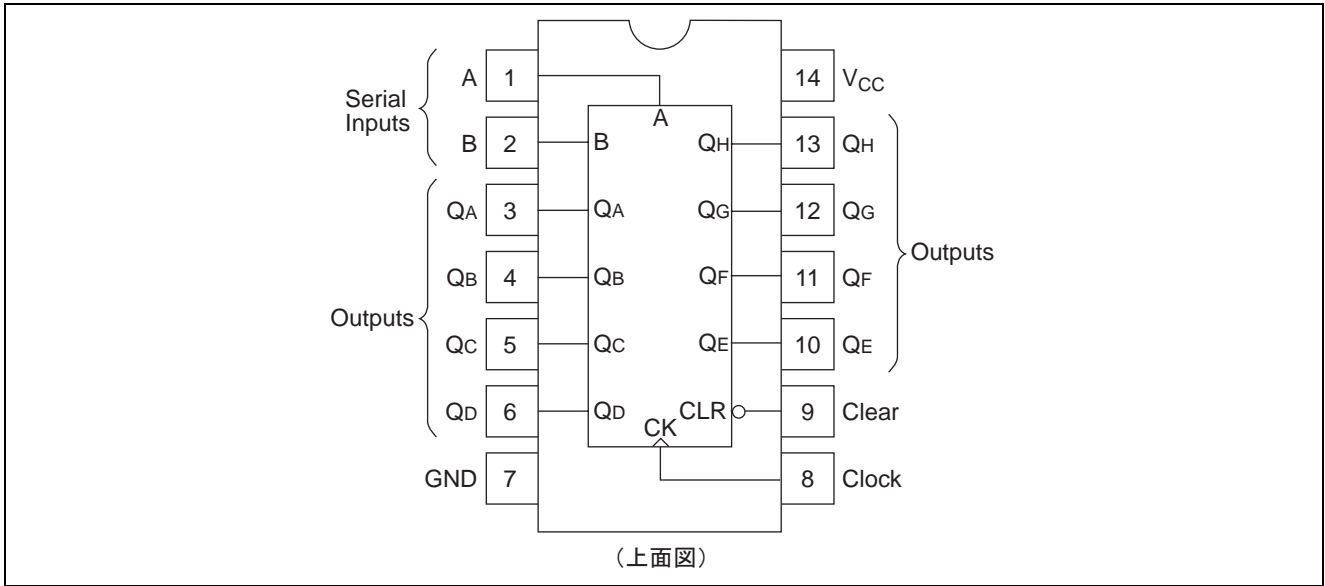 Serial
Inputs
A 1
B 2
Outputs
QA 3
QB 4
QC 5
QD 6
GND 7
A
B
QA
QB
QC
QD
CK
QH
QG
QF
QE
CLR
14 VCC
13 QH
12 QG
11 QF
10 QE
Outputs
9 Clear
8 Clock
(上面図)